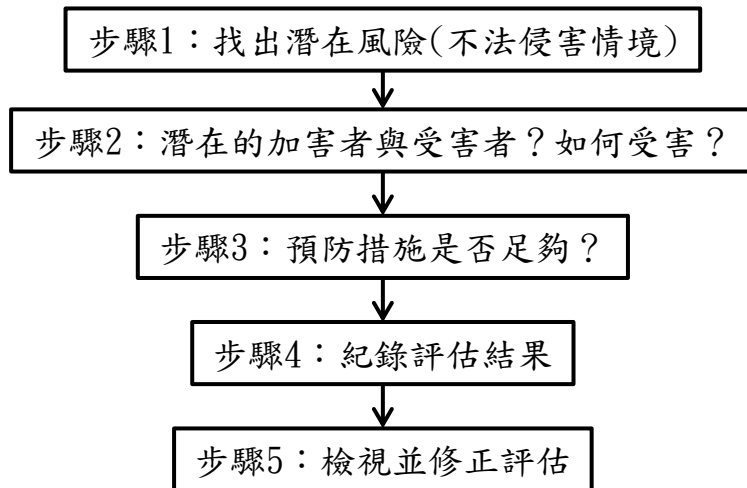 步驟1：找出潛在風險(不法侵害情境)
步驟2：潛在的加害者與受害者？如何受害？
步驟3：預防措施是否足夠？
步驟4：紀錄評估結果
步驟5：檢視並修正評估